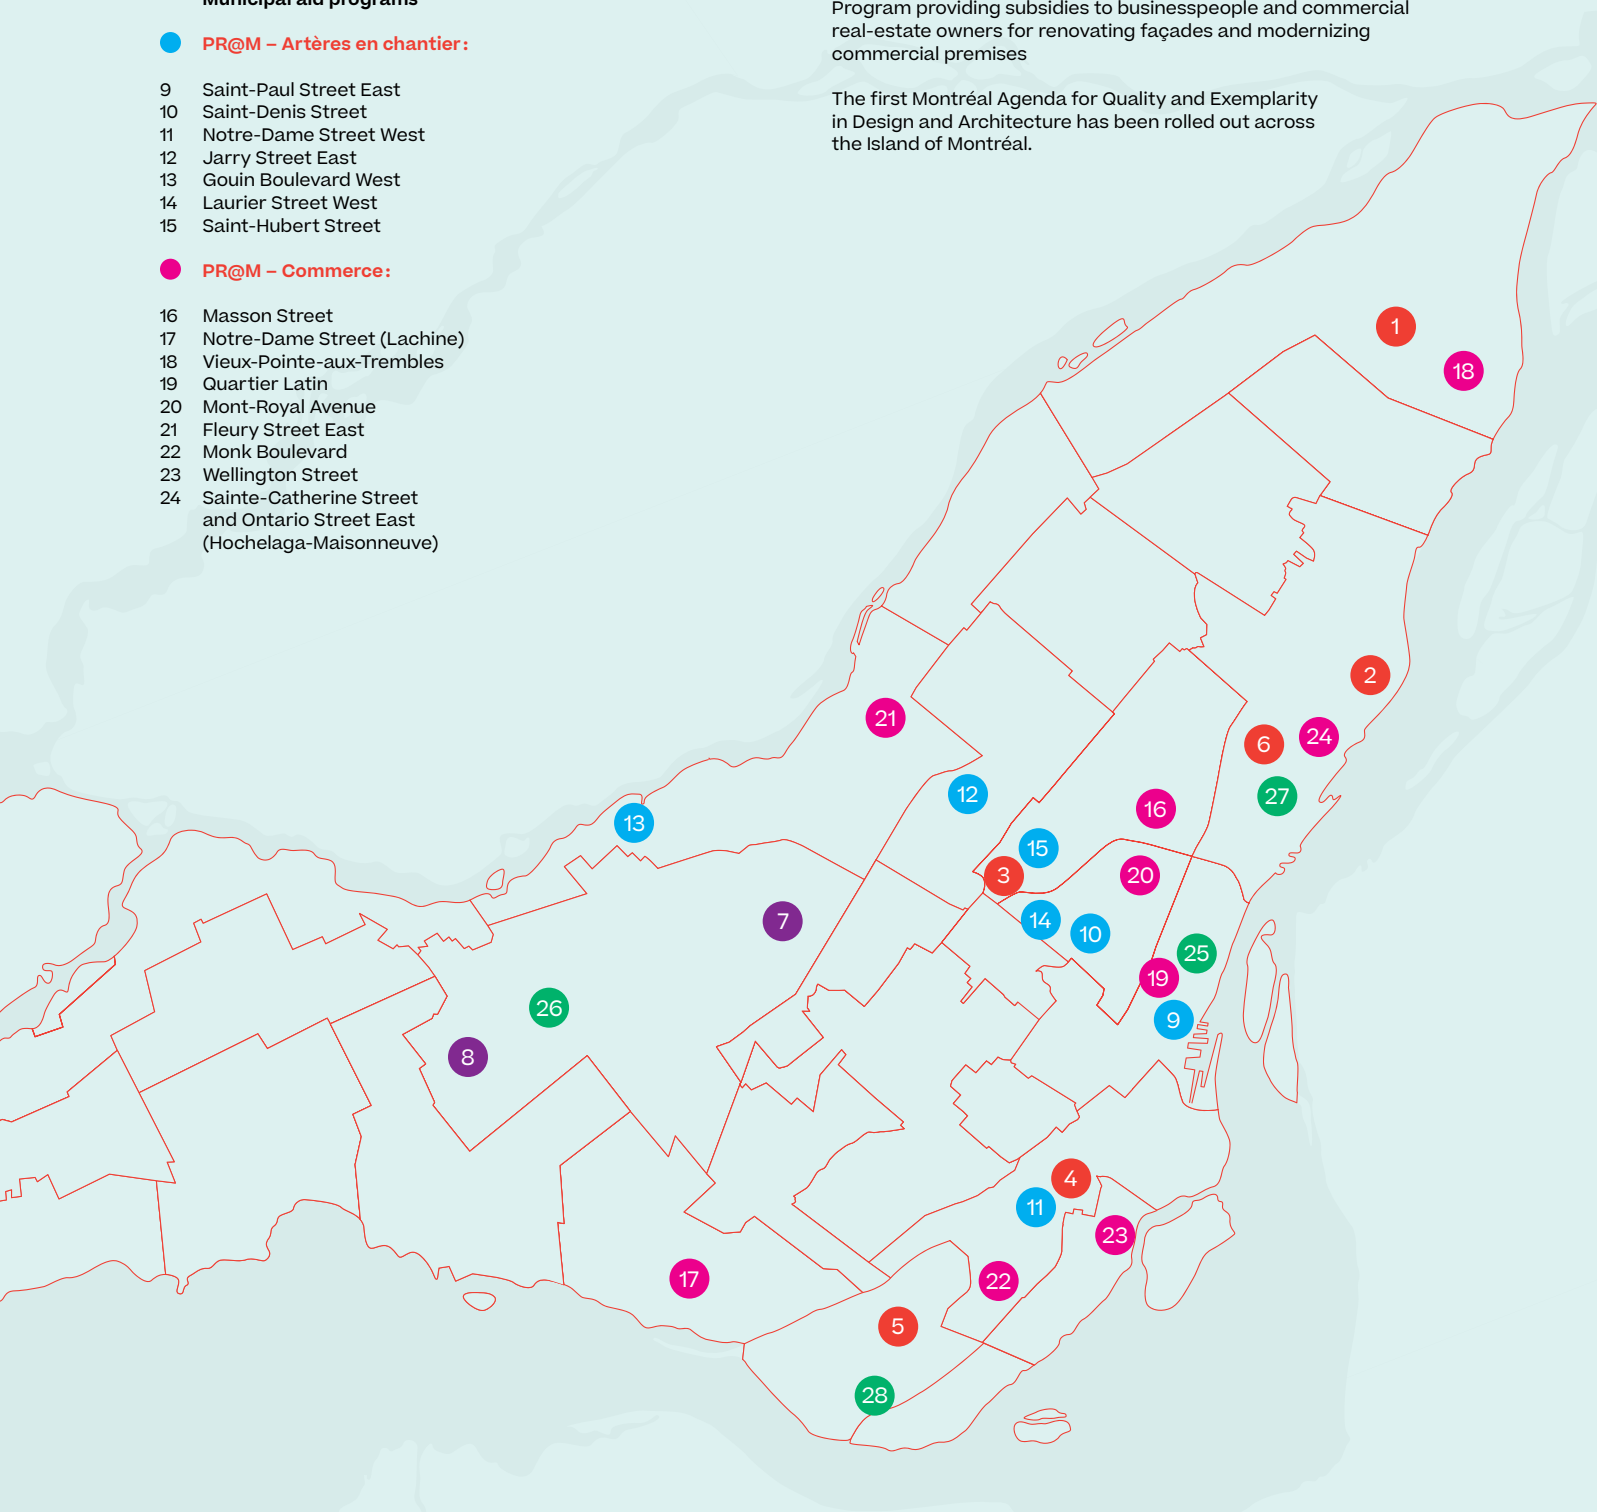 Municipal aid programs
PR@M – Artères en chantier :
9 Saint-Paul Street East
10 Saint-Denis Street
11 Notre-Dame Street West
12 Jarry Street East
13 Gouin Boulevard West
14 Laurier Street West
15 Saint-Hubert Street
PR@M – Commerce :
16 Masson Street
17 Notre-Dame Street (Lachine)
18 Vieux-Pointe-aux-Trembles
19 Quartier Latin
20 Mont-Royal Avenue
21 Fleury Street East
22 Monk Boulevard
23 Wellington Street
24 Sainte-Catherine Street
and Ontario Street East
(Hochelaga-Maisonneuve)
Program providing subsidies to businesspeople and commercial
real-estate owners for renovating façades and modernizing
commercial premises
The first Montréal Agenda for Quality and Exemplarity
in Design and Architecture has been rolled out across
the Island of Montréal.
1
18
2
21
24
6
12
27
16
13
15
3
20
7
14
10
25
19
26
9
8
4
11
23
17
22
5
28